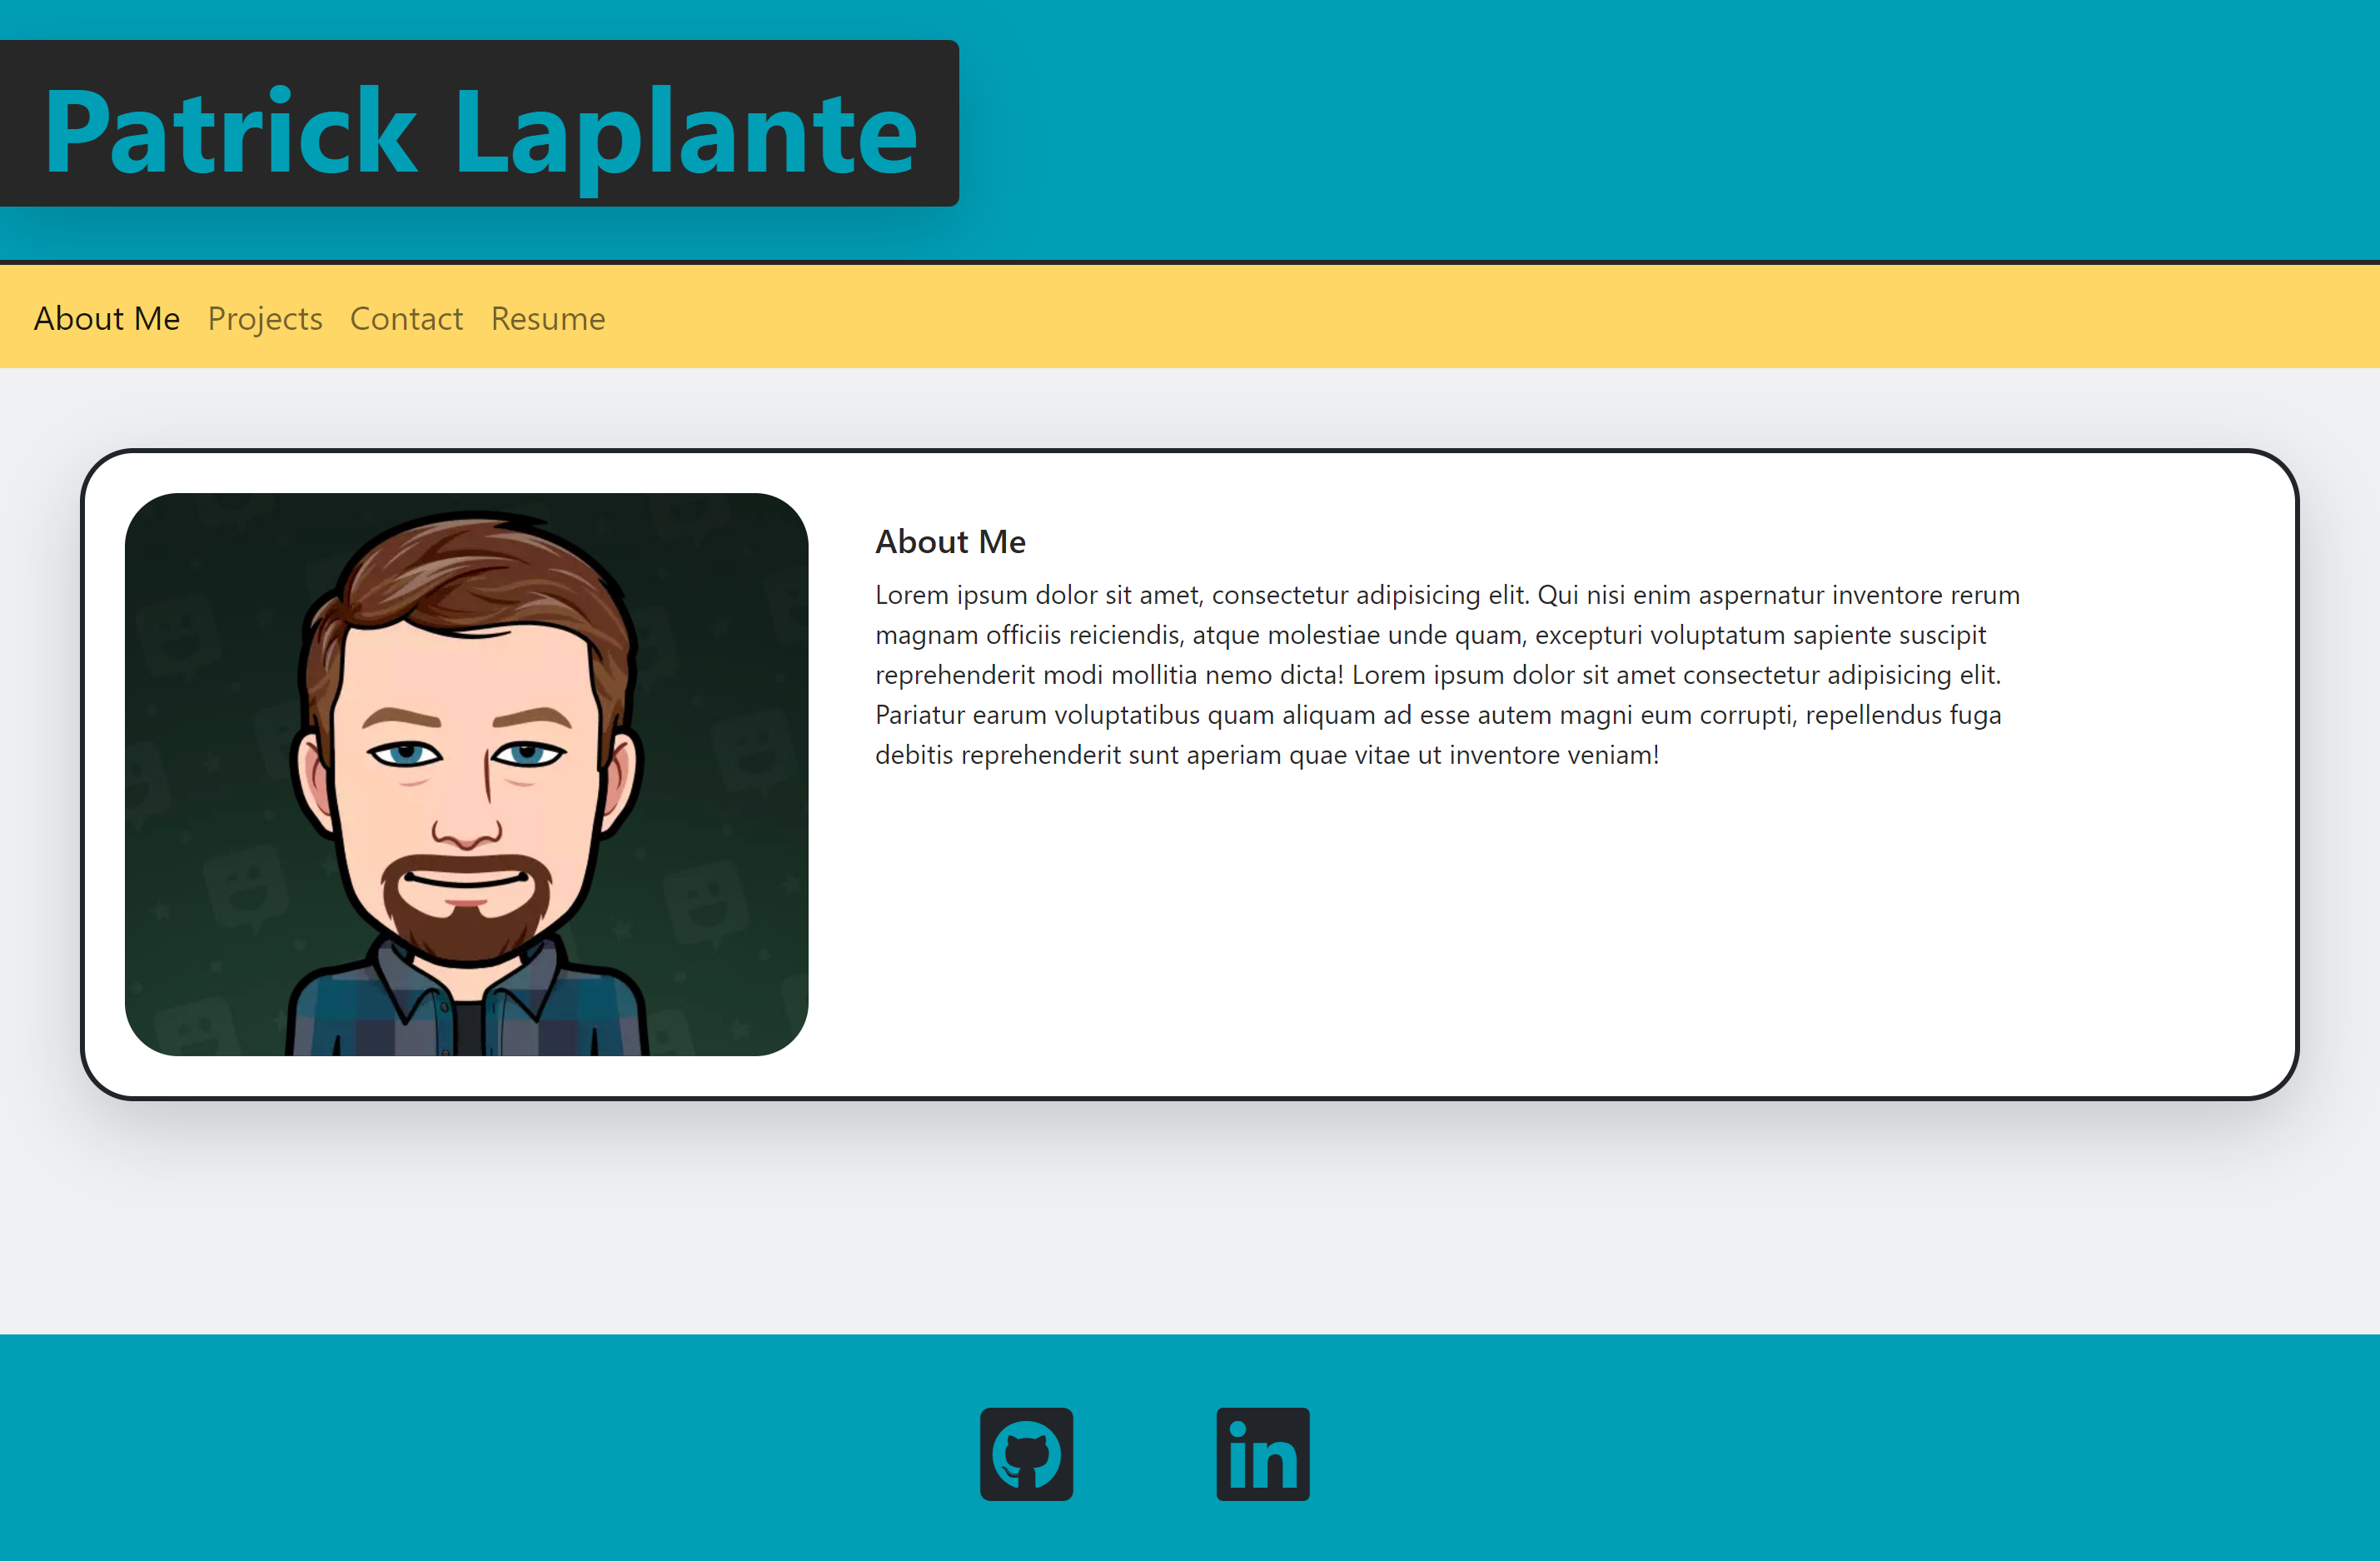 Patrick Laplante
About Me Projects Contact Resume
About Me
Lorem ipsum dolor sit amet, consectetur adipisicing elit. Qui nisi enim aspernatur inventore rerum
magnam officiis reiciendis, atque molestiae unde quam, excepturi voluptatum sapiente suscipit
reprehenderit modi mollitia nemo dicta! Lorem ipsum dolor sit amet consectetur adipisicing elit.
Pariatur earum voluptatibus quam aliquam ad esse autem magni eum corrupti, repellendus fuga
debitis reprehenderit sunt aperiam quae vitae ut inventore veniam!
in